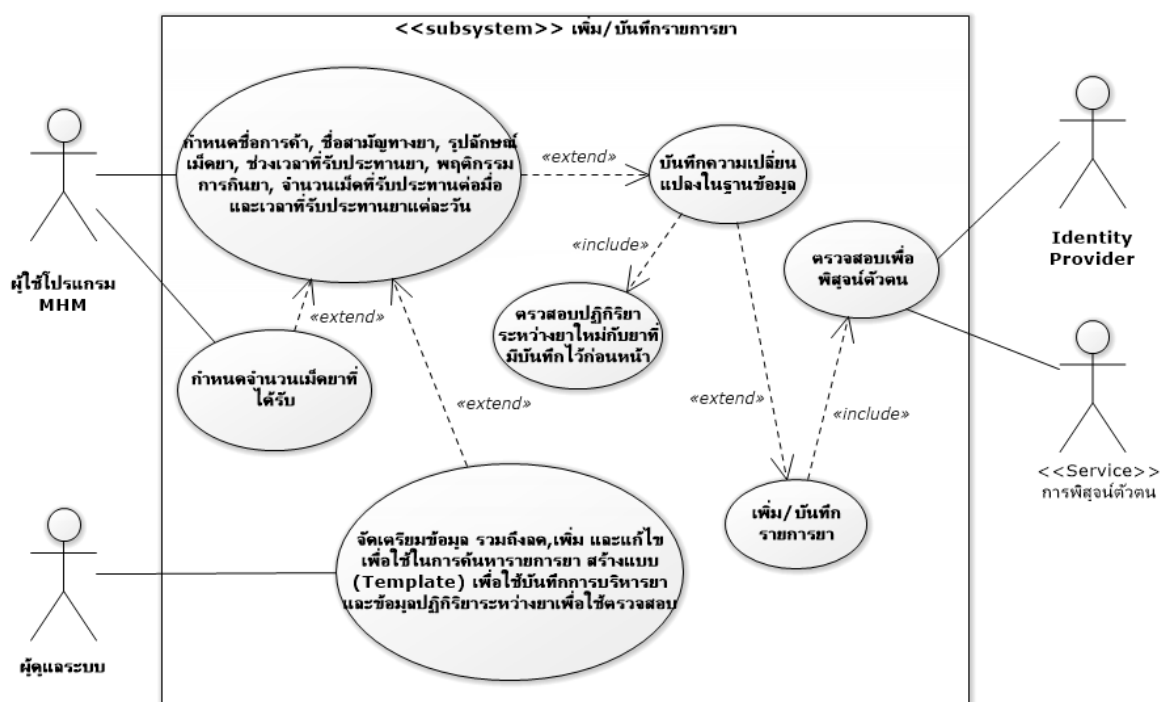 <<subsystem>> เพิ่ม/บันทึกรายการยา
กำหนดชื่อการค้า, ชื่อสามัญทางยา, รูปลักษณ์
เม็ดยา, ช่วงเวลาที่รับประทานยา, พฤติกรรม
การกินยา, จำนวนเม็ดที่รับประทานต่อมื้อ
และเวลาที่รับประทานยาแต่ละวัน
«extend»
บันทึกความเปลี่ยน
แปลงในฐานข้อมูล
ผู้ใช้โปรแกรม
MHM
Identity
Provider
«include»
ตรวจสอบเพื่อ
พิสูจน์ตัวตน
«extend»
ตรวสอบปฏิกิริยา
ระหว่างยาใหม่กับยาที่
มีบันทึกไว้ก่อนหน้า
กำหนดจำนวนเม็ดยาที่
ได้รับ
«extend»
«extend»
«include»
<<Service>>
การพิสูจน์ตัวตน
เพิ่ม/บันทึก
รายการยา
จัดเตรียมข้อมูล รวมถึงลด,เพิ่ม และแก้ไข
เพื่อใช้ในการค้นหารายการยา สร้างแบบ
(Template) เพื่อใช้บันทึกการบริหารยา
และข้อมูลปฏิกิริยาระหว่างยาเพื่อใช้ตรวจสอบ
ผู้ดูแลระบบ